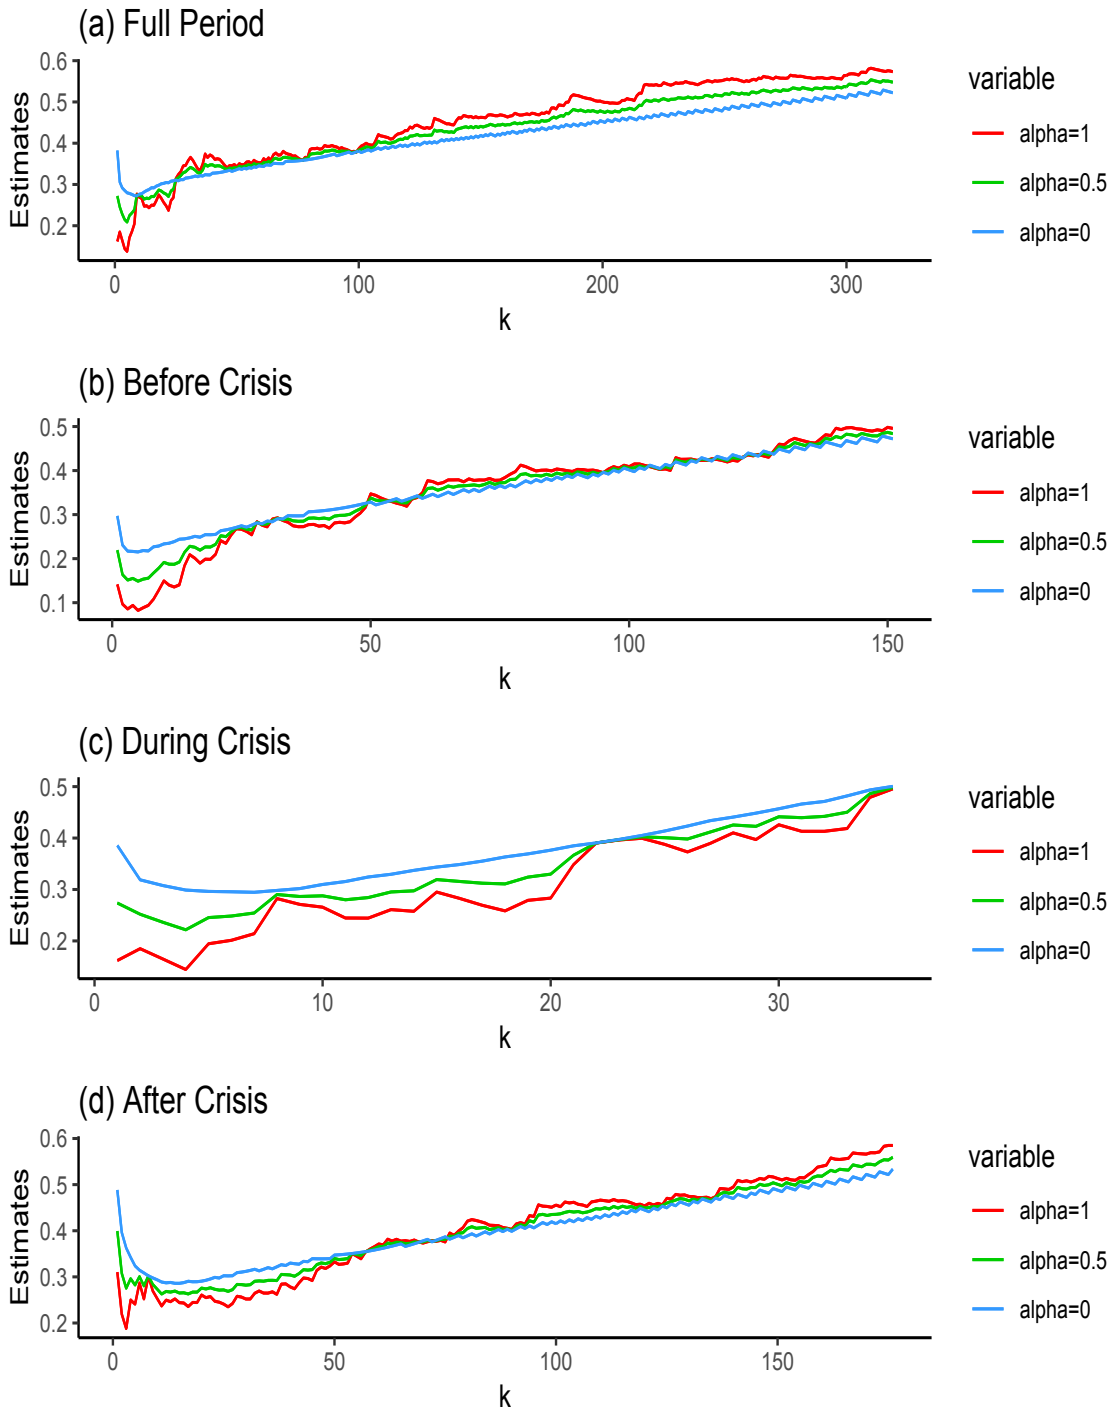 (a) Full Period
Estimates
0.6
0.5
0.4
0.3
0.2
0
100
200
300
k
variable
alpha=1
alpha=0.5
alpha=0
(b) Before Crisis
Estimates
0.5
0.4
0.3
0.2
0.1
0
50
100
150
k
variable
alpha=1
alpha=0.5
alpha=0
(c) During Crisis
Estimates
0.5
0.4
0.3
0.2
0
10
20
30
k
variable
alpha=1
alpha=0.5
alpha=0
(d) After Crisis
Estimates
0.6
0.5
0.4
0.3
0.2
0
50
100
150
k
variable
alpha=1
alpha=0.5
alpha=0